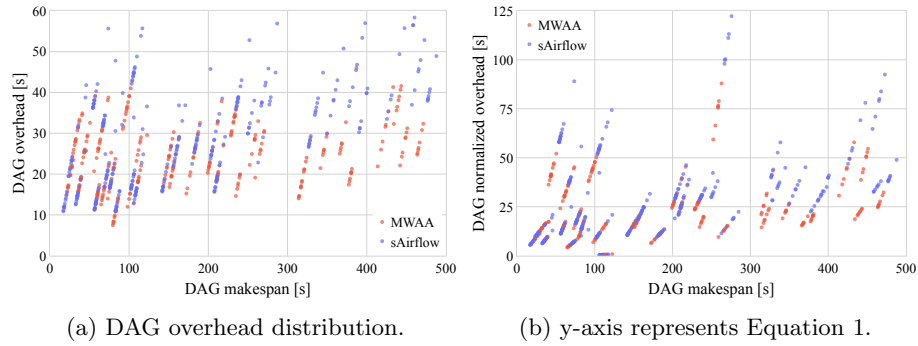 60
50
40
30
20
10
0
DAG overhead [s]
MWAA
sAirflow
0 100 200 300 400 500
DAG makespan [s]
(a) DAG overhead distribution.
125
100
75
50
25
0
DAG normalized overhead [s]
MWAA
sAirflow
0 100 200 300 400 500
DAG makespan [s]
(b) y-axis represents Equation 1.